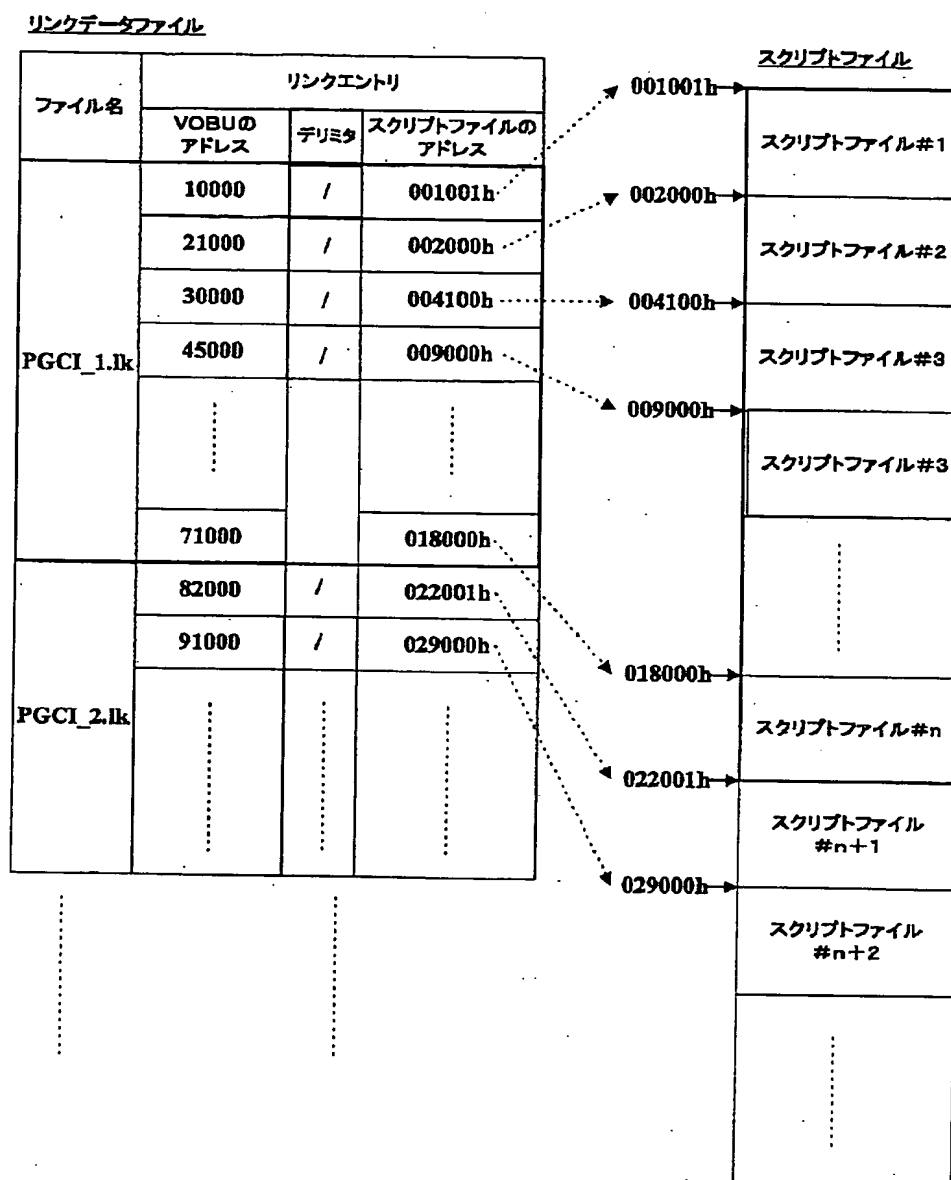 リンクデータファイル
ファイル名
リンクエントリ
VOBUの
アドレス
デリミタ
スクリプトファイルの
アドレス
PGCI_1.lk
10000 / 001001h
21000 / 002000h
30000 / 004100h
45000 / 009000h
71000 018000h
PGCI_2.lk
82000 / 022001h
91000 / 029000h
スクリプトファイル
001001h
スクリプトファイル#1
002000h
スクリプトファイル#2
004100h
スクリプトファイル#3
009000h
スクリプトファイル#3
018000h
スクリプトファイル#n
022001h
スクリプトファイル
#n+1
029000h
スクリプトファイル
#n+2